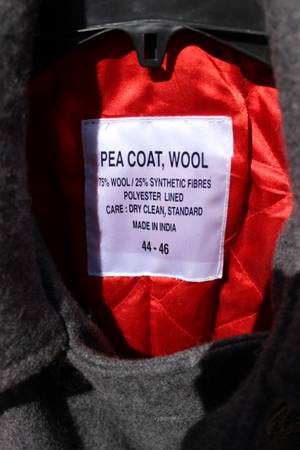 PEA COAT, WOOL
75% WOOL / 25% SYNTHETIC FIBRES
POLYESTER LINED
CARE : DRY CLEAN, STANDARD
MADE IN INDIA
44 - 46